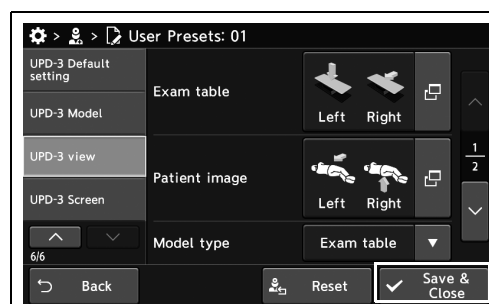 > > User Presets: 01
UPD-3 Default
setting
UPD-3 Model
UPD-3 view
UPD-3 Screen
6/6
Exam table
Left Right
Patient image
Left Right
Model type
Exam table
1
2
Back
Reset
Save &
Close